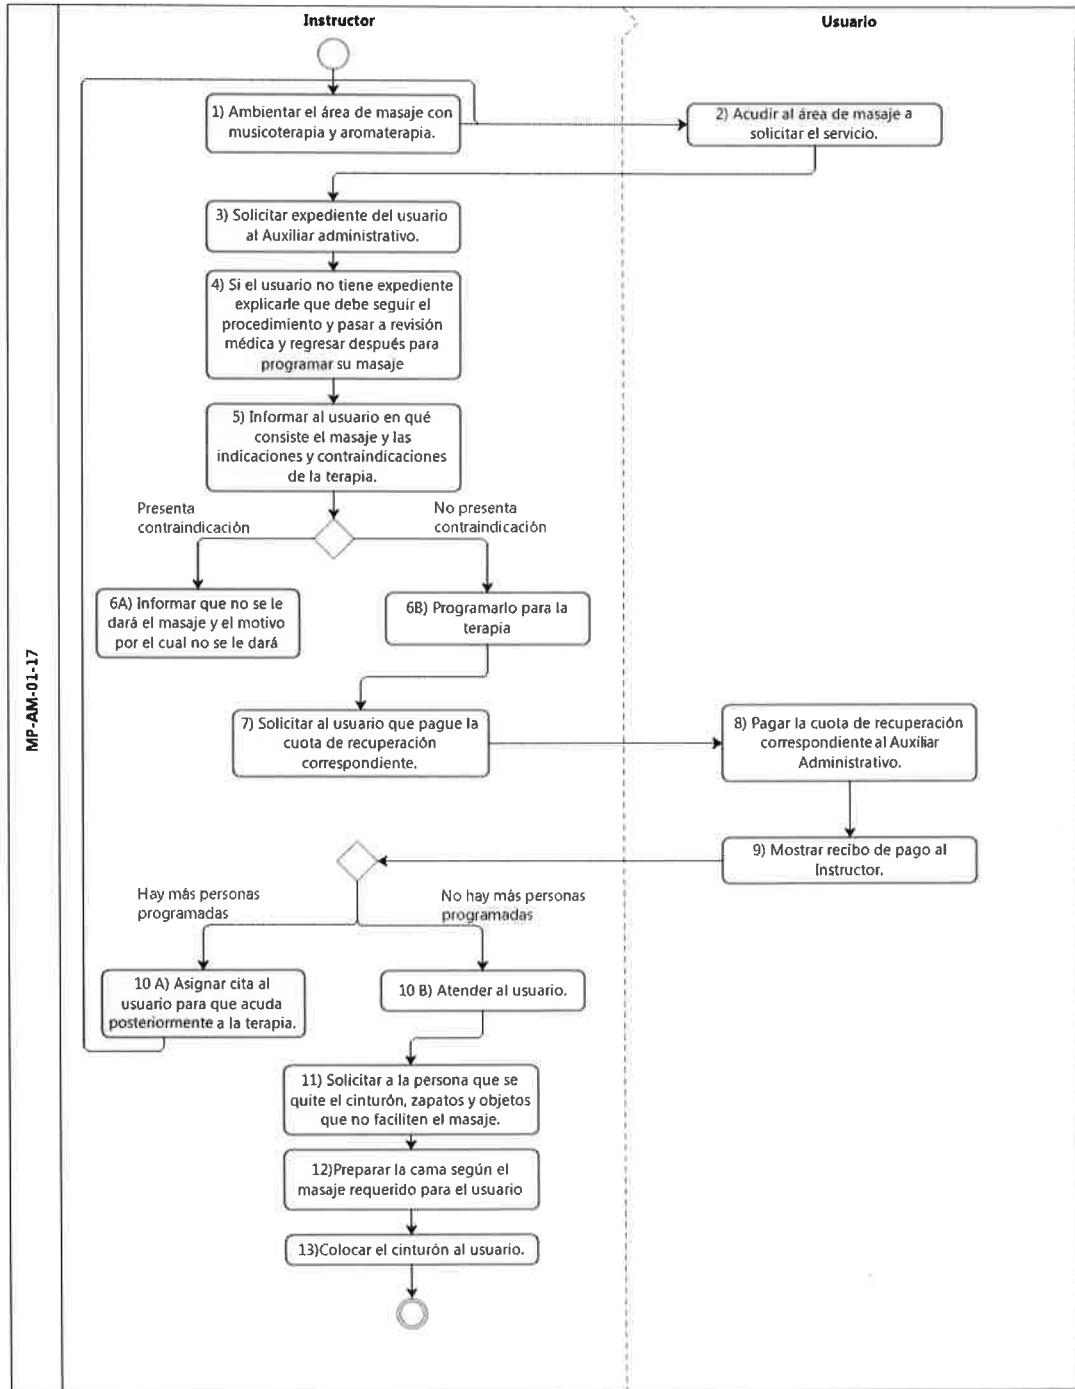 Instructor
Usuario
1) Ambientar el área de masaje con
musicoterapia y aromaterapia.
2) Acudir al área de masaje a
solicitar el servicio.
3) Solicitar expediente del usuario
al Auxiliar administrativo.
4) Si el usuario no tiene expediente
explicarle que debe seguir el
procedimiento y pasar a revisión
médica y regresar después para
programar su masaje
5) Informar al usuario en qué
consiste el masaje y las
indicaciones y contraindicaciones
de la terapia.
Presenta
contraindicación
No presenta
contraindicación
6A) Informar que no se le
dará el masaje y el motivo
por el cual no se le dará
6B) Programarlo para la
terapia
MP-AM-01-17
7) Solicitar al usuario que pague la
cuota de recuperación
correspondiente.
8) Pagar la cuota de recuperación
correspondiente al Auxiliar
Administrativo.
9) Mostrar recibo de pago al
Instructor.
Hay más personas
programadas
No hay más personas
programadas
10 A) Asignar cita al
usuario para que acuda
posteriormente a la terapia.
10 B) Atender al usuario.
11) Solicitar a la persona que se
quite el cinturón, zapatos y objetos
que no faciliten el masaje.
12)Preparar la cama según el
masaje requerido para el usuario
13)Colocar el cinturón al usuario.